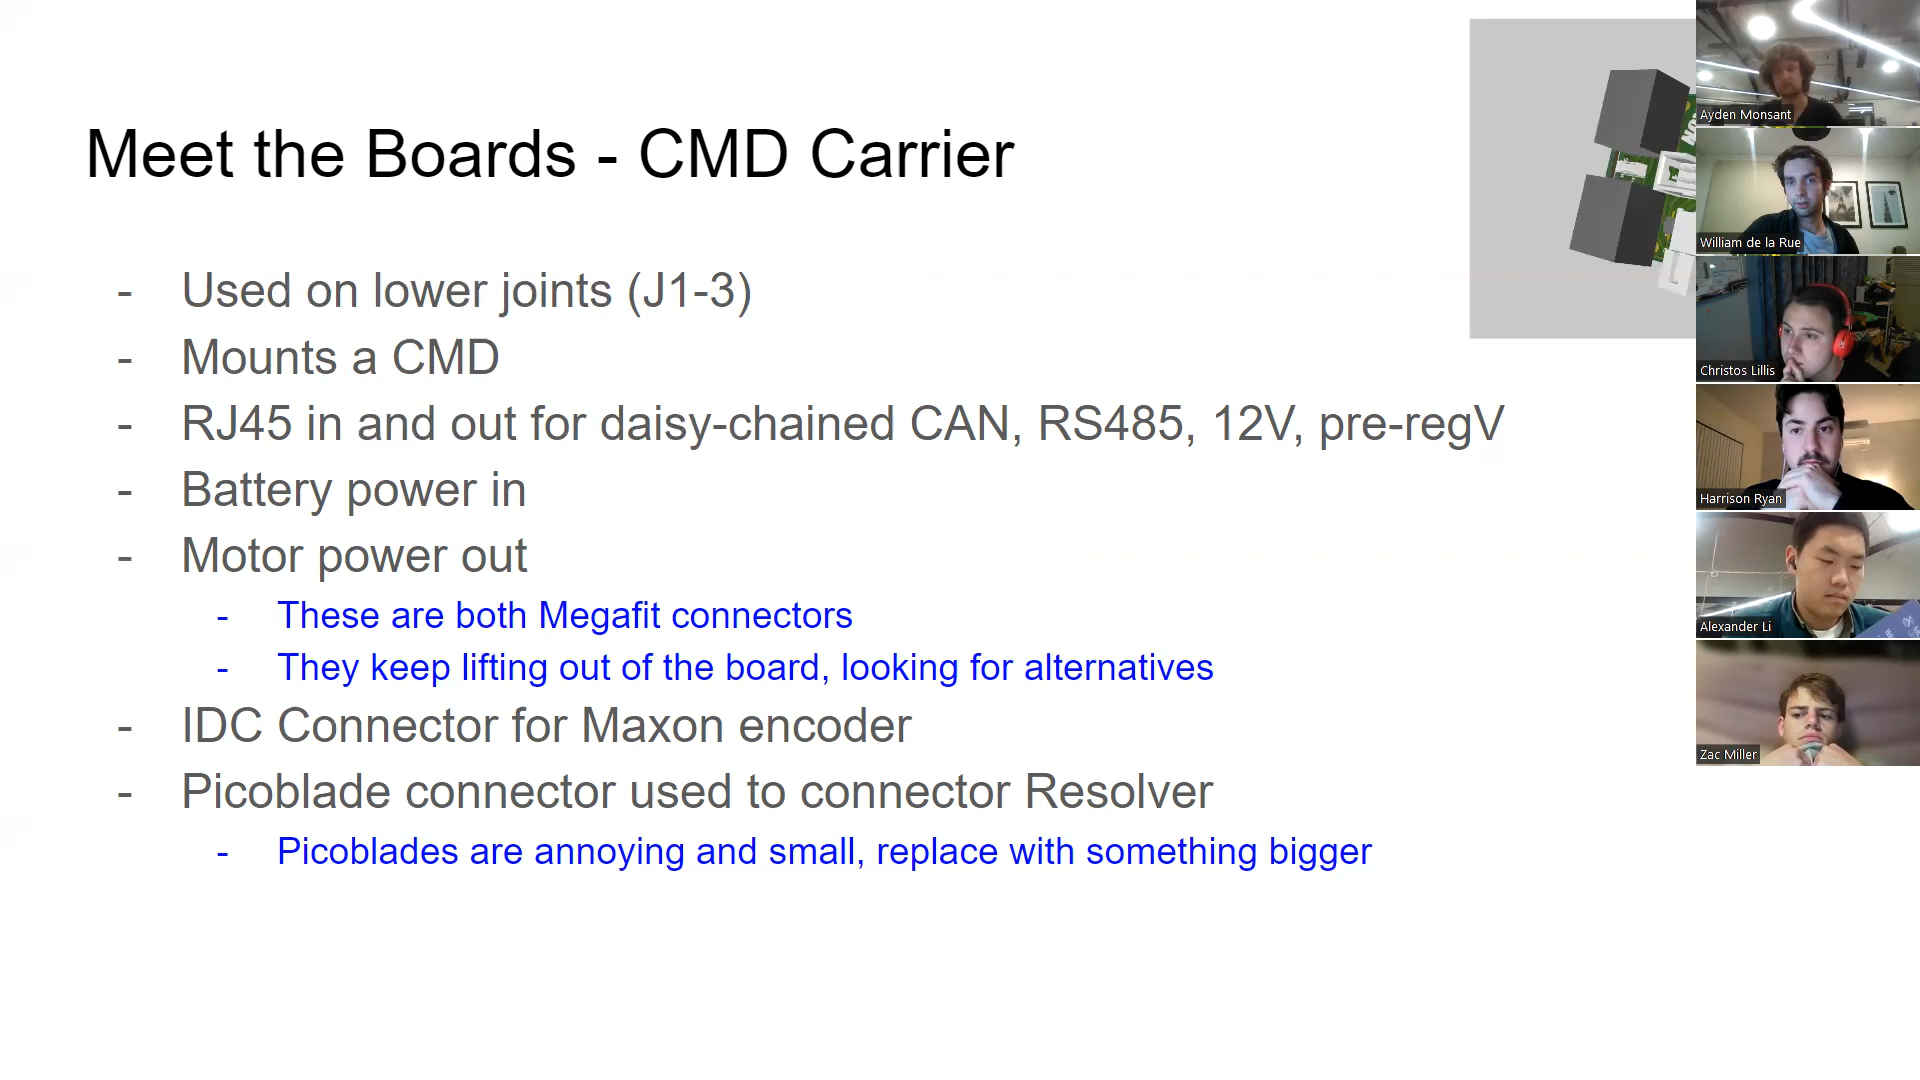 Meet the Boards - CMD Carrier
- Used on lower joints (J1-3)
- Mounts a CMD
- RJ45 in and out for daisy-chained CAN, RS485, 12V, pre-regV
- Battery power in
- Motor power out
- These are both Megafit connectors
- They keep lifting out of the board, looking for alternatives
- IDC Connector for Maxon encoder
- Picoblade connector used to connector Resolver
- Picoblades are annoying and small, replace with something bigger
Ayden Monsant
William de la Rue
Christos Lillis
Harrison Ryan
Alexander Li
Zac Miller